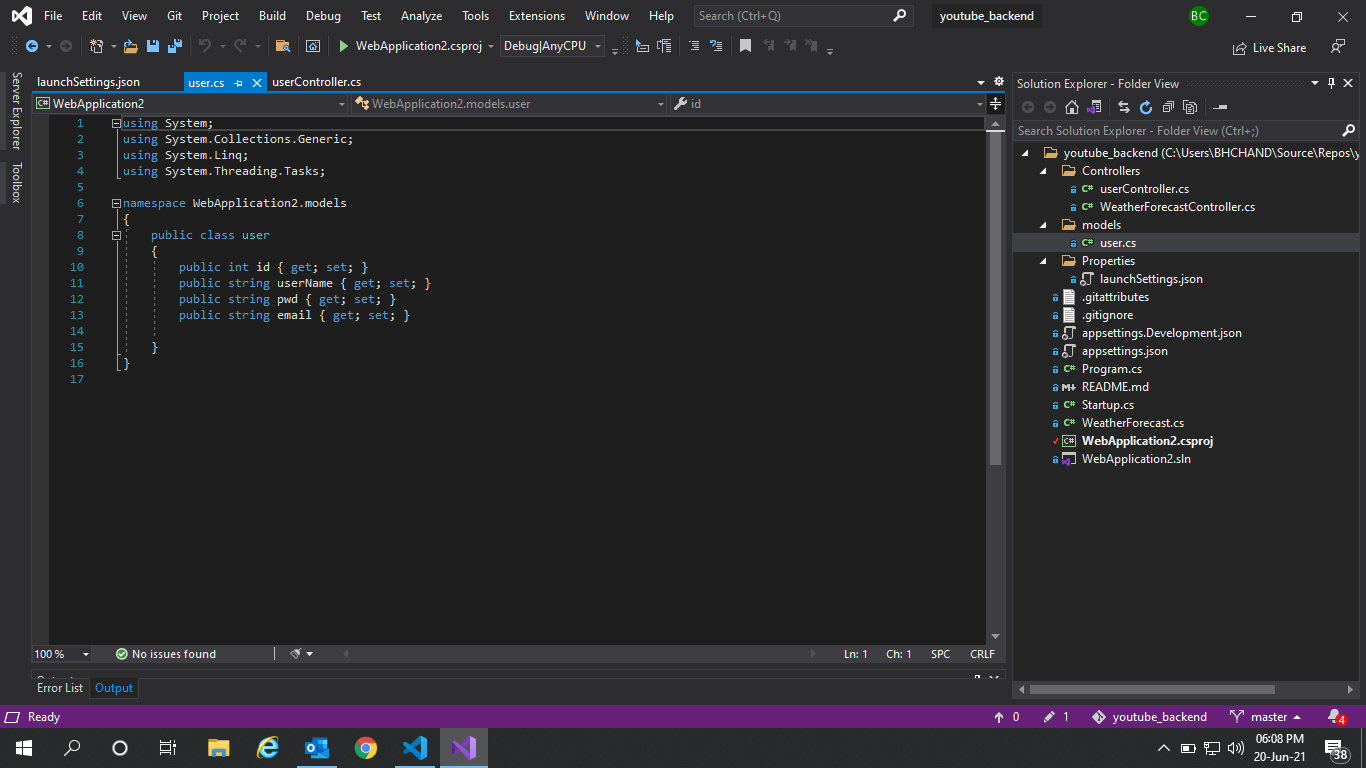 File Edit View Git Project Build Debug Test Analyze Tools Extensions Window Help Search (Ctrl+Q) youtube_backend BC
WebApplication2.csproj Debug|AnyCPU Live Share
Server Explorer
Toolbox
launchSettings.json user.cs userController.cs
WebApplication2 WebApplication2.models.user id
1 using System;
2 using System.Collections.Generic;
3 using System.Linq;
4 using System.Threading.Tasks;
5
6 namespace WebApplication2.models
7 {
8 public class user
9 {
10 public int id { get; set; }
11 public string userName { get; set; }
12 public string pwd { get; set; }
13 public string email { get; set; }
14
15 }
16 }
17
100 % No issues found Ln: 1 Ch: 1 SPC CRLF
Error List Output
Solution Explorer - Folder View
Search Solution Explorer - Folder View (Ctrl+;)
youtube_backend (C:\Users\BHCHAND\Source\Repos\y
Controllers
C# userController.cs
C# WeatherForecastController.cs
models
C# user.cs
Properties
launchSettings.json
.gitattributes
.gitignore
appsettings.Development.json
appsettings.json
C# Program.cs
M↓ README.md
C# Startup.cs
C# WeatherForecast.cs
C# WebApplication2.csproj
WebApplication2.sln
Ready 0 1 youtube_backend master 4
06:08 PM
20-Jun-21
38